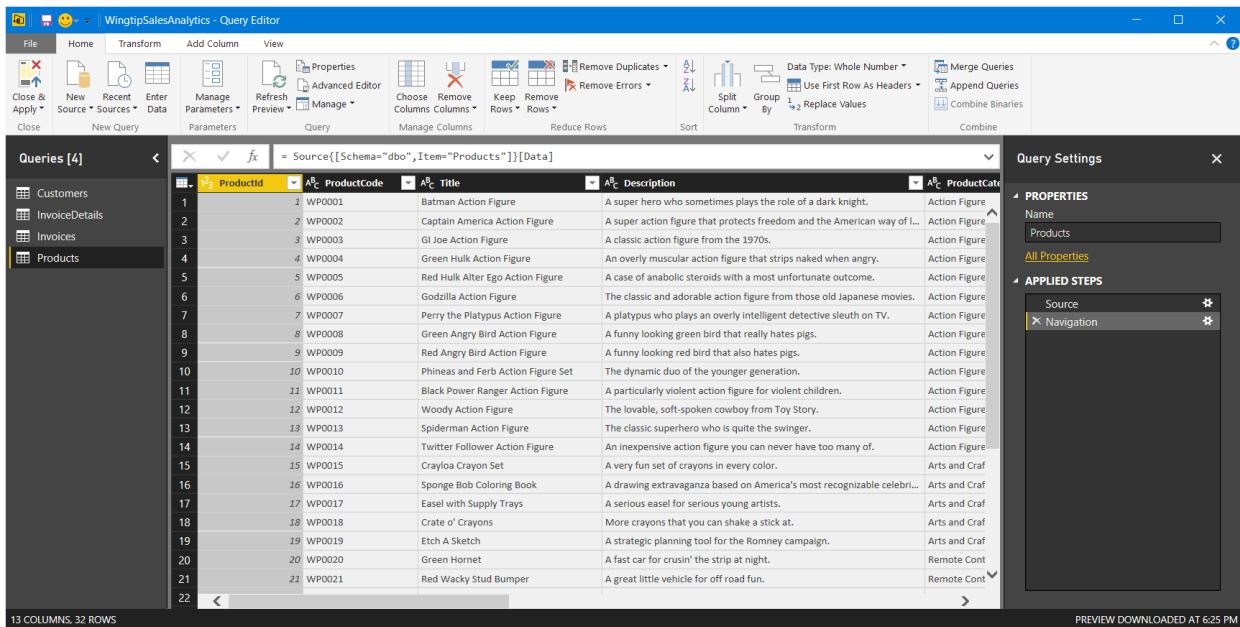 WingtipSalesAnalytics - Query Editor
File Home Transform Add Column View
Close & Apply
New Source
Recent Sources
Enter Data
Manage Parameters
Refresh Preview
Properties
Advanced Editor
Manage
Choose Columns
Remove Columns
Keep Rows
Remove Rows
Remove Duplicates
Remove Errors
Split Column
Group By
Data Type: Whole Number
Use First Row As Headers
Replace Values
Merge Queries
Append Queries
Combine Binaries
Close New Query Parameters Query Manage Columns Reduce Rows Sort Transform Combine
Queries [4]
Customers
InvoiceDetails
Invoices
Products
fx = Source{[Schema="dbo",Item="Products"]}[Data]
ProductId ProductCode Title Description ProductCate
1 1 WP0001 Batman Action Figure A super hero who sometimes plays the role of a dark knight. Action Figure
2 2 WP0002 Captain America Action Figure A super action figure that protects freedom and the American way of l... Action Figure
3 3 WP0003 GI Joe Action Figure A classic action figure from the 1970s. Action Figure
4 4 WP0004 Green Hulk Action Figure An overly muscular action figure that strips naked when angry. Action Figure
5 5 WP0005 Red Hulk Alter Ego Action Figure A case of anabolic steroids with a most unfortunate outcome. Action Figure
6 6 WP0006 Godzilla Action Figure The classic and adorable action figure from those old Japanese movies. Action Figure
7 7 WP0007 Perry the Platypus Action Figure A platypus who plays an overly intelligent detective sleuth on TV. Action Figure
8 8 WP0008 Green Angry Bird Action Figure A funny looking green bird that really hates pigs. Action Figure
9 9 WP0009 Red Angry Bird Action Figure A funny looking red bird that also hates pigs. Action Figure
10 10 WP0010 Phineas and Ferb Action Figure Set The dynamic duo of the younger generation. Action Figure
11 11 WP0011 Black Power Ranger Action Figure A particularly violent action figure for violent children. Action Figure
12 12 WP0012 Woody Action Figure The lovable, soft-spoken cowboy from Toy Story. Action Figure
13 13 WP0013 Spiderman Action Figure The classic superhero who is quite the swinger. Action Figure
14 14 WP0014 Twitter Follower Action Figure An inexpensive action figure you can never have too many of. Action Figure
15 15 WP0015 Crayloa Crayon Set A very fun set of crayons in every color. Arts and Craf
16 16 WP0016 Sponge Bob Coloring Book A drawing extravaganza based on America's most recognizable celebri... Arts and Craf
17 17 WP0017 Easel with Supply Trays A serious easel for serious young artists. Arts and Craf
18 18 WP0018 Crate o' Crayons More crayons that you can shake a stick at. Arts and Craf
19 19 WP0019 Etch A Sketch A strategic planning tool for the Romney campaign. Arts and Craf
20 20 WP0020 Green Hornet A fast car for crusin' the strip at night. Remote Cont
21 21 WP0021 Red Wacky Stud Bumper A great little vehicle for off road fun. Remote Cont
22
Query Settings
PROPERTIES
Name
Products
All Properties
APPLIED STEPS
Source
Navigation
13 COLUMNS, 32 ROWS
PREVIEW DOWNLOADED AT 6:25 PM